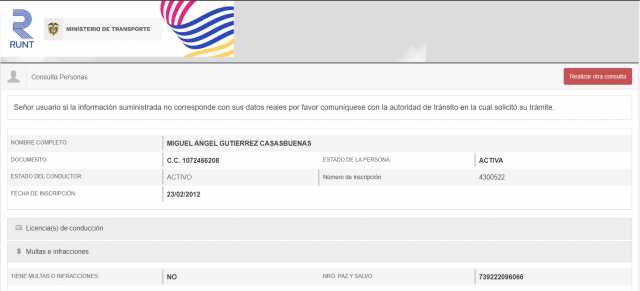 RUNT
MINISTERIO DE TRANSPORTE
Consulta Personas
Realizar otra consulta
Señor usuario si la información suministrada no corresponde con sus datos reales por favor comuniquese con la autoridad de tránsito en la cual solicitó su trámite.
NOMBRE COMPLETO: MIGUEL ANGEL GUTIERREZ CASASBUENAS
DOCUMENTO: C.C. 1072466208 ESTADO DE LA PERSONA: ACTIVA
ESTADO DEL CONDUCTOR: ACTIVO Número de inscripción 4300522
FECHA DE INSCRIPCIÓN: 23/02/2012
Licencia(s) de conducción
$ Multas e infracciones
TIENE MULTAS O INFRACCIONES: NO NRO. PAZ Y SALVO: 739222096066